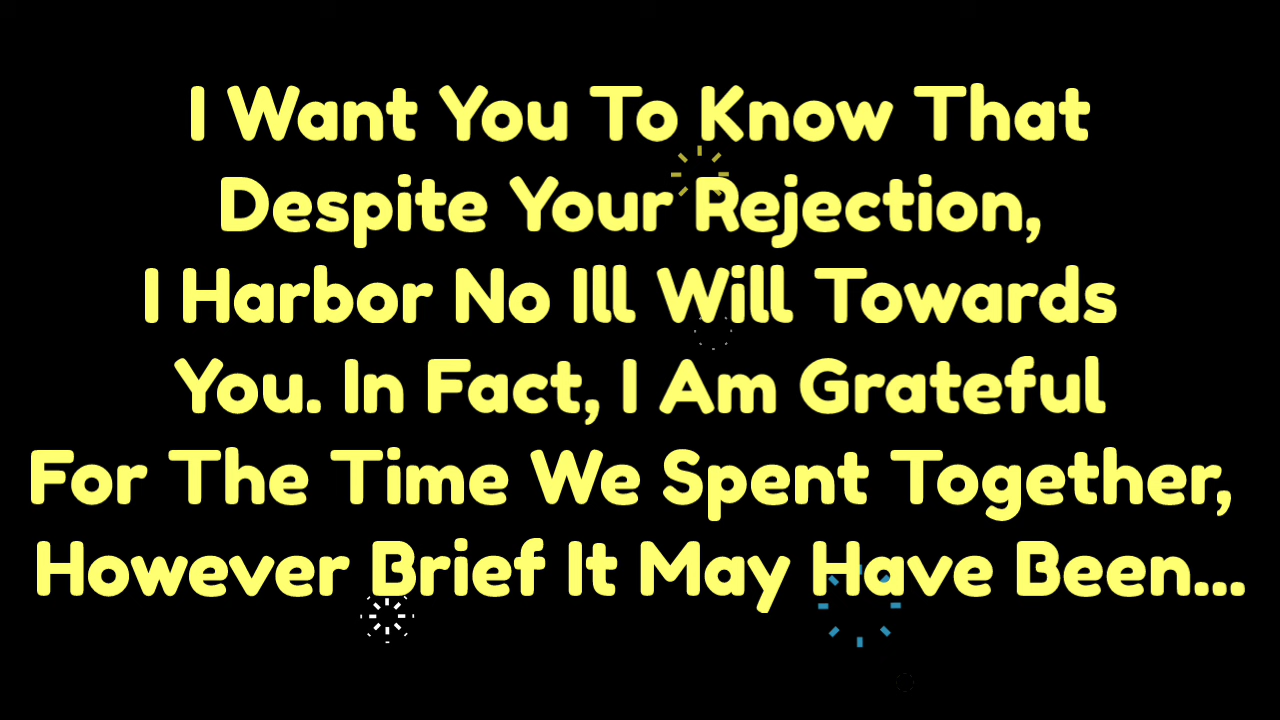 I Want You To Know That
Despite Your Rejection,
I Harbor No Ill Will Towards
You. In Fact, I Am Grateful
For The Time We Spent Together,
However Brief It May Have Been...